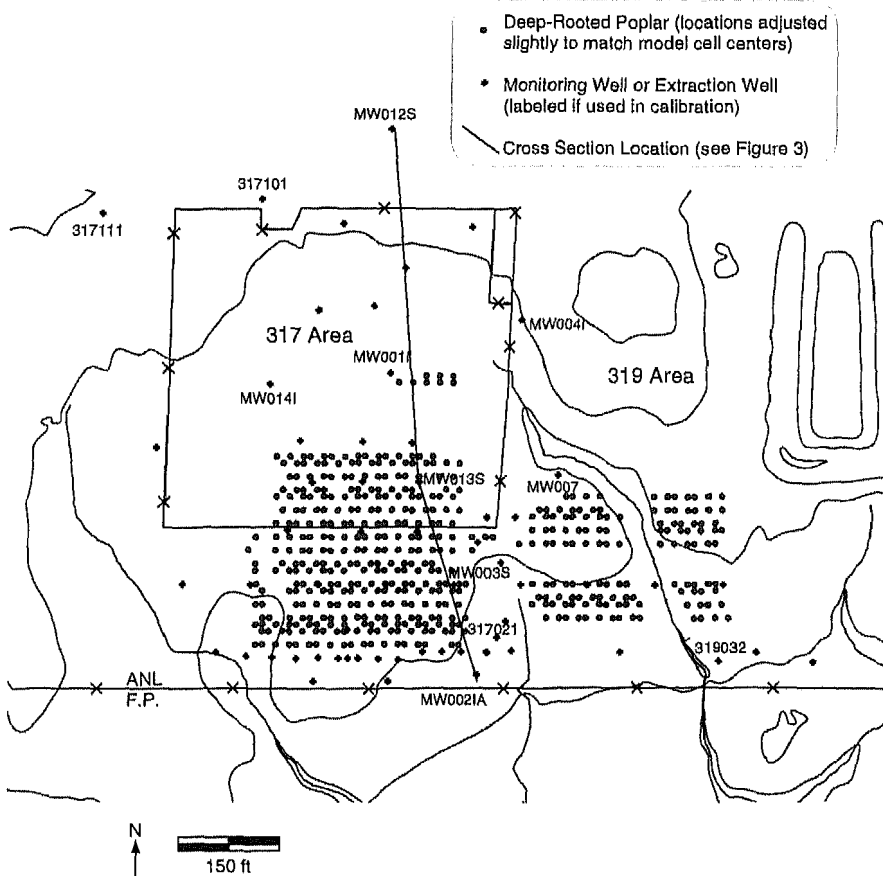 Deep-Rooted Poplar (locations adjusted
slightly to match model cell centers)
Monitoring Well or Extraction Well
(labeled if used in calibration)
Cross Section Location (see Figure 3)
MW012S
317101
317111
317 Area
MW004I
MW001I
319 Area
MW014I
MW013S
MW007
MW003S
317021
319032
ANL
F.P.
MW002IA
N
150 ft